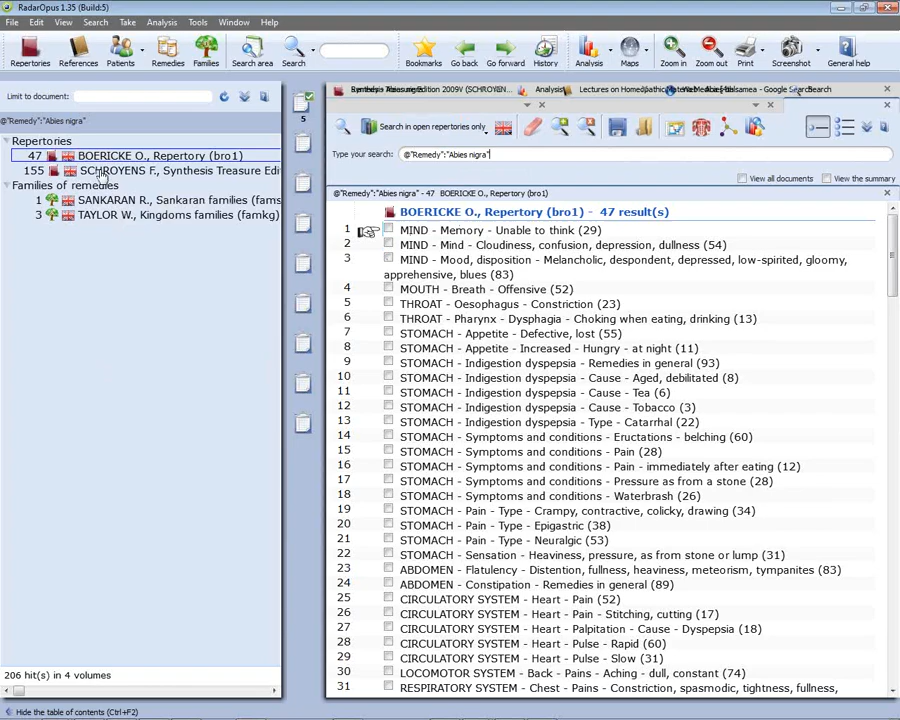 RadarOpus 1.35 (Build:5)
File Edit View Search Take Analysis Tools Window Help
Repertories References Patients Remedies Families Search area Search Bookmarks Go back Go forward History Analysis Maps Zoom in Zoom out Print Screenshot General help
Limit to document:
@"Remedy":"Abies nigra"
Repertories
47 BOERICKE O., Repertory (bro1)
155 SCHROYENS F., Synthesis Treasure Edi
Families of remedies
1 SANKARAN R., Sankaran families (fams
3 TAYLOR W., Kingdoms families (famkg)
206 hit(s) in 4 volumes
Hide the table of contents (Ctrl+F2)
Edition 2009V (SCHROYEN... Analysis Lectures on Homeopathic - Google Search Search
5
Search in open repertories only
Type your search: @"Remedy":"Abies nigra"
View all documents View the summary
@"Remedy":"Abies nigra" - 47 BOERICKE O., Repertory (bro1)
BOERICKE O., Repertory (bro1) - 47 result(s)
1 MIND - Memory - Unable to think (29)
2 MIND - Mind - Cloudiness, confusion, depression, dullness (54)
3 MIND - Mood, disposition - Melancholic, despondent, depressed, low-spirited, gloomy,
apprehensive, blues (83)
4 MOUTH - Breath - Offensive (52)
5 THROAT - Oesophagus - Constriction (23)
6 THROAT - Pharynx - Dysphagia - Choking when eating, drinking (13)
7 STOMACH - Appetite - Defective, lost (55)
8 STOMACH - Appetite - Increased - Hungry - at night (11)
9 STOMACH - Indigestion dyspepsia - Remedies in general (93)
10 STOMACH - Indigestion dyspepsia - Cause - Aged, debilitated (8)
11 STOMACH - Indigestion dyspepsia - Cause - Tea (6)
12 STOMACH - Indigestion dyspepsia - Cause - Tobacco (3)
13 STOMACH - Indigestion dyspepsia - Type - Catarrhal (22)
14 STOMACH - Symptoms and conditions - Eructations - belching (60)
15 STOMACH - Symptoms and conditions - Pain (28)
16 STOMACH - Symptoms and conditions - Pain - immediately after eating (12)
17 STOMACH - Symptoms and conditions - Pressure as from a stone (28)
18 STOMACH - Symptoms and conditions - Waterbrash (26)
19 STOMACH - Pain - Type - Crampy, contractive, colicky, drawing (34)
20 STOMACH - Pain - Type - Epigastric (38)
21 STOMACH - Pain - Type - Neuralgic (53)
22 STOMACH - Sensation - Heaviness, pressure, as from stone or lump (31)
23 ABDOMEN - Flatulency - Distention, fullness, heaviness, meteorism, tympanites (83)
24 ABDOMEN - Constipation - Remedies in general (89)
25 CIRCULATORY SYSTEM - Heart - Pain (52)
26 CIRCULATORY SYSTEM - Heart - Pain - Stitching, cutting (17)
27 CIRCULATORY SYSTEM - Heart - Palpitation - Cause - Dyspepsia (18)
28 CIRCULATORY SYSTEM - Heart - Pulse - Rapid (60)
29 CIRCULATORY SYSTEM - Heart - Pulse - Slow (31)
30 LOCOMOTOR SYSTEM - Back - Pains - Aching - dull, constant (74)
31 RESPIRATORY SYSTEM - Chest - Pains - Constriction, spasmodic, tightness, fullness,